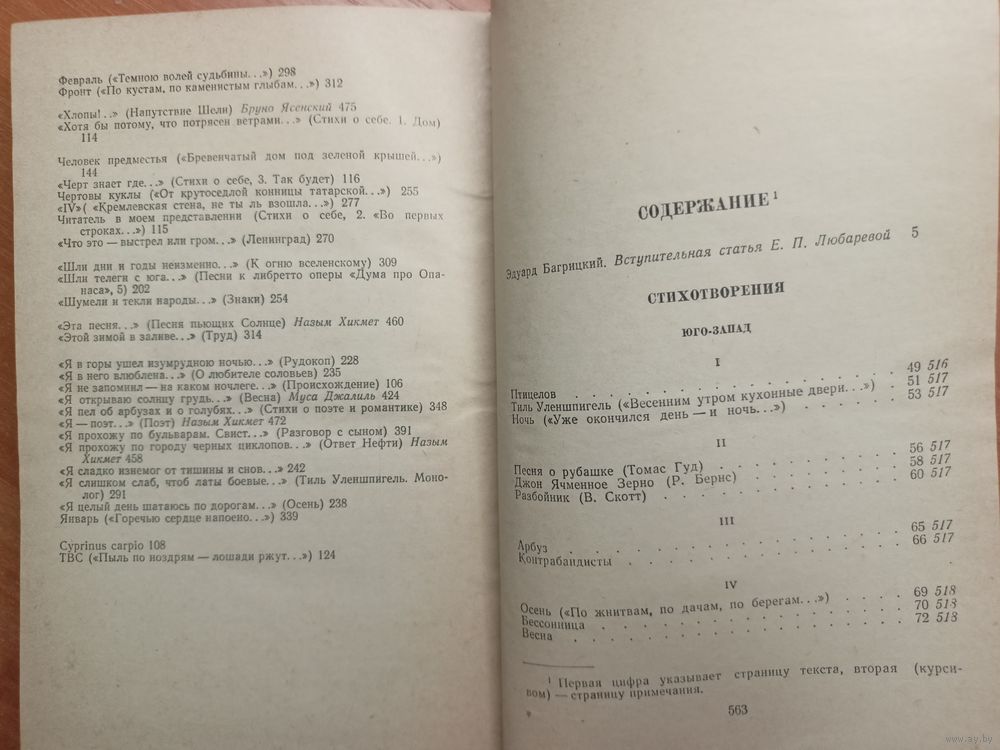 Февраль («Темною волей судьбины...») 298
Фронт («По кустам, по каменистым глыбам...») 312
«Хлопы!..» (Напутствие Шели) Бруно Ясенский 475
«Хотя бы потому, что потрясен ветрами...» (Стихи о себе. 1. Дом)
114
Человек предместья («Бревенчатый дом под зеленой крышей...»)
144
«Черт знает где...» (Стихи о себе, 3. Так будет) 116
Чертовы куклы («От крутоседлой конницы татарской...») 255
«IV»( «Кремлевская стена, не ты ль взошла...») 277
Читатель в моем представлении (Стихи о себе, 2. «Во первых
строках...») 115
«Что это — выстрел или гром...» (Ленинград) 270
«Шли дни и годы неизменно...» (К огню вселенскому) 309
«Шли телеги с юга...» (Песни к либретто оперы «Дума про Опа-
наса», 5) 202
«Шумели и текли народы...» (Знаки) 254
«Эта песня...» (Песня пьющих Солнце) Назым Хикмет 460
«Этой зимой в заливе...» (Труд) 314
«Я в горы ушел изумрудною ночью...» (Рудокоп) 228
«Я в него влюблена...» (О любителе соловьев) 235
«Я не запомнил — на каком ночлеге...» (Происхождение) 106
«Я открываю солнцу грудь...» (Весна) Муса Джалиль 424
«Я пел об арбузах и о голубях...» (Стихи о поэте и романтике) 348
«Я — поэт...» (Поэт) Назым Хикмет 472
«Я прохожу по бульварам. Свист...» (Разговор с сыном) 391
«Я прохожу по городу черных циклопов...» (Ответ Нефти) Назым
Хикмет 458
«Я сладко изнемог от тишины и снов...» 242
«Я слишком слаб, чтоб латы боевые...» (Тиль Уленшпигель. Моно-
лог) 291
«Я целый день шатаюсь по дорогам...» (Осень) 238
Январь («Горечью сердце напоено...») 339
Cyprinus carpio 108
ТВС («Пыль по ноздрям — лошади ржут...») 124
СОДЕРЖАНИЕ 1
Эдуард Багрицкий. Вступительная статья Е. П. Любаревой 5
СТИХОТВОРЕНИЯ
ЮГО-ЗАПАД
I
Птицелов . . . . . . . . . . . . 49 516
Тиль Уленшпигель («Весенним утром кухонные двери...») . 51 517
Ночь («Уже окончился день — и ночь...») . . . . . 53 517
II
Песня о рубашке (Томас Гуд) . . . . . . . 56 517
Джон Ячменное Зерно (Р. Бернс) . . . . . . 58 517
Разбойник (В. Скотт) . . . . . . . . . 60 517
III
Арбуз . . . . . . . . . . . . . 65 517
Контрабандисты . . . . . . . . . . 66 517
IV
Осень («По жнитвам, по дачам, по берегам...») . . . . 69 518
Бессонница . . . . . . . . . . . 70 518
Весна . . . . . . . . . . . . . 72 518
1 Первая цифра указывает страницу текста, вторая (курси-
вом) — страницу примечания.
563
www.ay.by